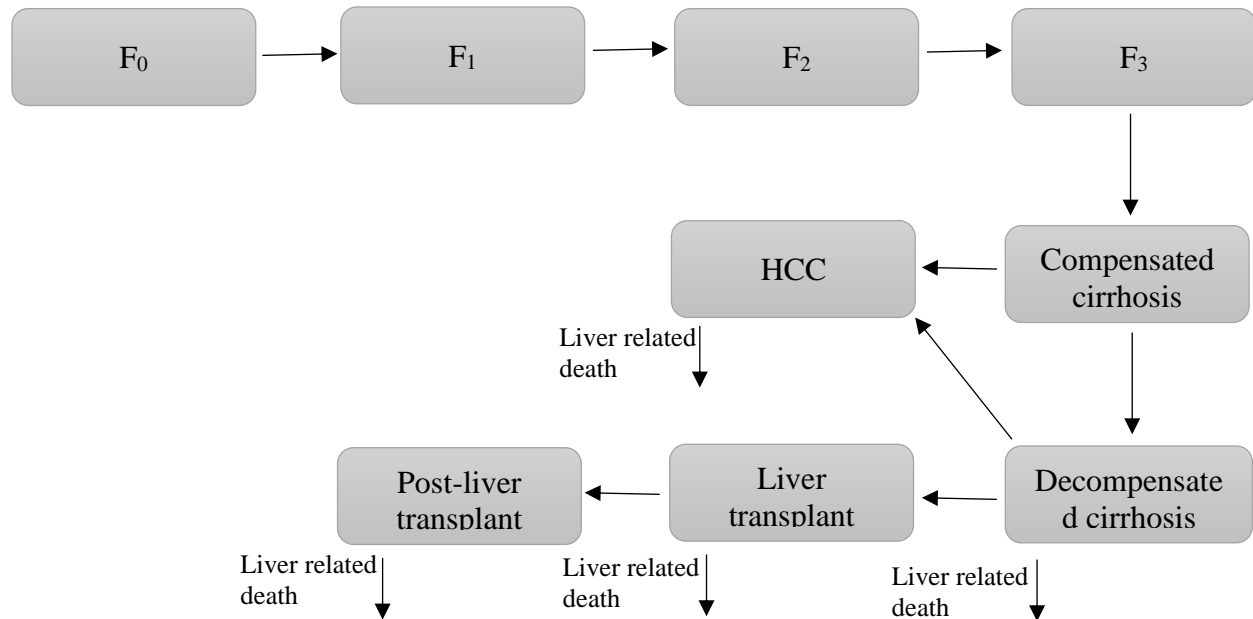 F₀
F₁
F₂
F₃
HCC
Compensated
cirrhosis
Liver related
death
Post-liver
transplant
Liver
transplant
Decompensate
d cirrhosis
Liver related
death
Liver related
death
Liver related
death